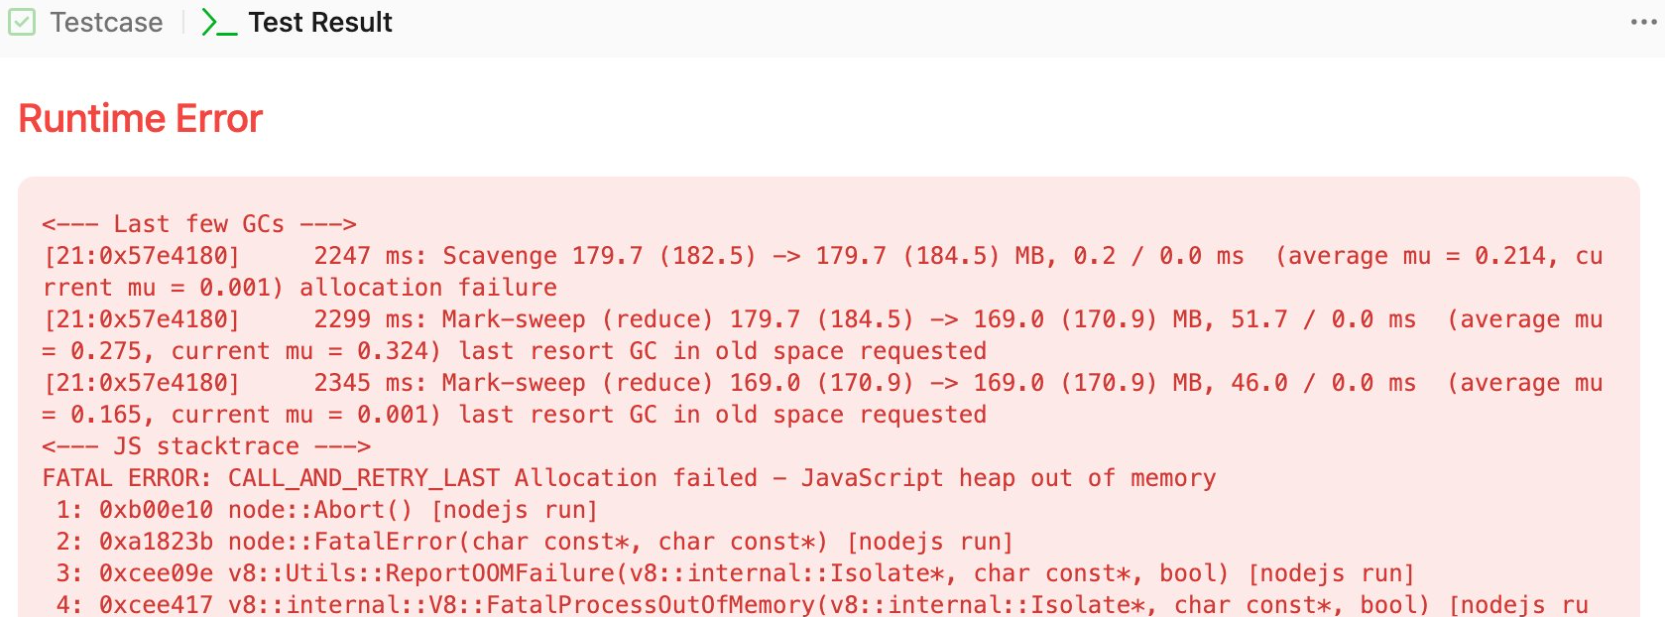 Testcase
Test Result
Runtime Error
<--- Last few GCs --->
[21:0x57e4180]     2247 ms: Scavenge 179.7 (182.5) -> 179.7 (184.5) MB, 0.2 / 0.0 ms  (average mu = 0.214, cu
rrent mu = 0.001) allocation failure
[21:0x57e4180]     2299 ms: Mark-sweep (reduce) 179.7 (184.5) -> 169.0 (170.9) MB, 51.7 / 0.0 ms  (average mu
= 0.275, current mu = 0.324) last resort GC in old space requested
[21:0x57e4180]     2345 ms: Mark-sweep (reduce) 169.0 (170.9) -> 169.0 (170.9) MB, 46.0 / 0.0 ms  (average mu
= 0.165, current mu = 0.001) last resort GC in old space requested
<--- JS stacktrace --->
FATAL ERROR: CALL_AND_RETRY_LAST Allocation failed - JavaScript heap out of memory
 1: 0xb00e10 node::Abort() [nodejs run]
 2: 0xa1823b node::FatalError(char const*, char const*) [nodejs run]
 3: 0xcee09e v8::Utils::ReportOOMFailure(v8::internal::Isolate*, char const*, bool) [nodejs run]
 4: 0xcee417 v8::internal::V8::FatalProcessOutOfMemory(v8::internal::Isolate*, char const*, bool) [nodejs ru